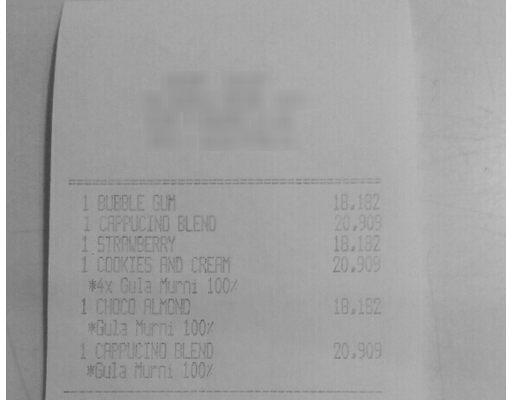 1 BUBBLE GUM 18,182
1 CAPPUCINO BLEND 20,909
1 STRAWBERRY 18,182
1 COOKIES AND CREAM 20,909
*4x Gula Murni 100%
1 CHOCO ALMOND 18,182
*Gula Murni 100%
1 CAPPUCINO BLEND 20,909
*Gula Murni 100%